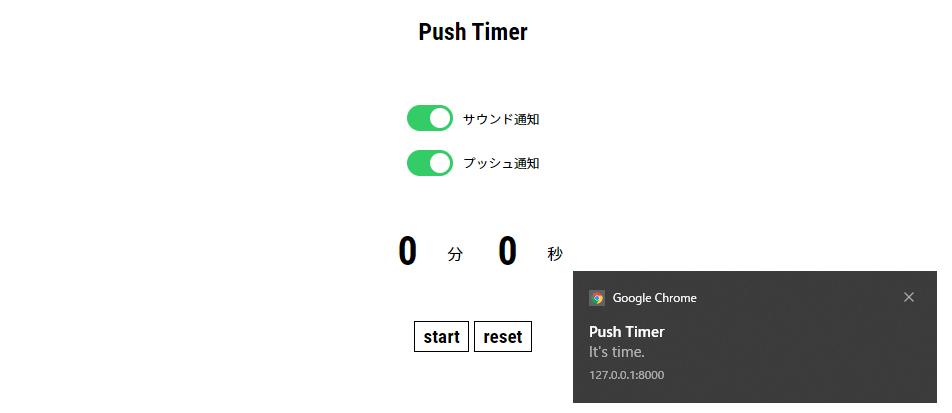 Push Timer
サウンド通知
プッシュ通知
0 分 0 秒
start reset
Google Chrome
Push Timer
It's time.
127.0.0.1:8000